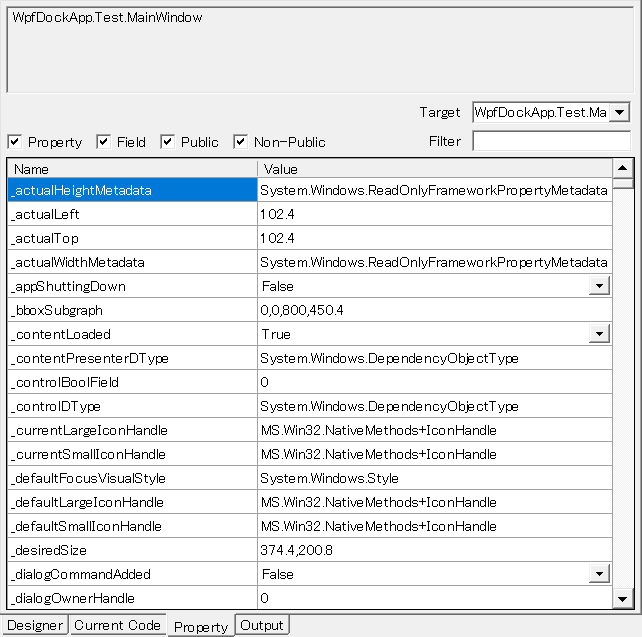 WpfDockApp.Test.MainWindow
Target WpfDockApp.Test.Ma
Property Field Public Non-Public Filter
Name Value
_actualHeightMetadata System.Windows.ReadOnlyFrameworkPropertyMetadata
_actualLeft 102.4
_actualTop 102.4
_actualWidthMetadata System.Windows.ReadOnlyFrameworkPropertyMetadata
_appShuttingDown False
_bboxSubgraph 0,0,800,450.4
_contentLoaded True
_contentPresenterDType System.Windows.DependencyObjectType
_controlBoolField 0
_controlDType System.Windows.DependencyObjectType
_currentLargeIconHandle MS.Win32.NativeMethods+IconHandle
_currentSmallIconHandle MS.Win32.NativeMethods+IconHandle
_defaultFocusVisualStyle System.Windows.Style
_defaultLargeIconHandle MS.Win32.NativeMethods+IconHandle
_defaultSmallIconHandle MS.Win32.NativeMethods+IconHandle
_desiredSize 374.4,200.8
_dialogCommandAdded False
_dialogOwnerHandle 0
Designer Current Code Property Output